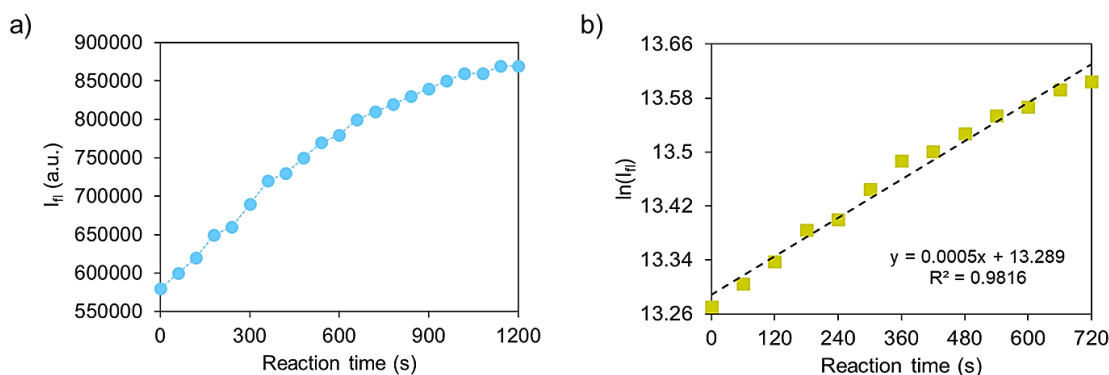 a)
900000
850000
800000
750000
700000
650000
600000
550000
I_fl (a.u.)
0 300 600 900 1200
Reaction time (s)
b)
13.66
13.58
13.5
13.42
13.34
13.26
ln(I_fl)
y = 0.0005x + 13.289
R² = 0.9816
0 120 240 360 480 600 720
Reaction time (s)